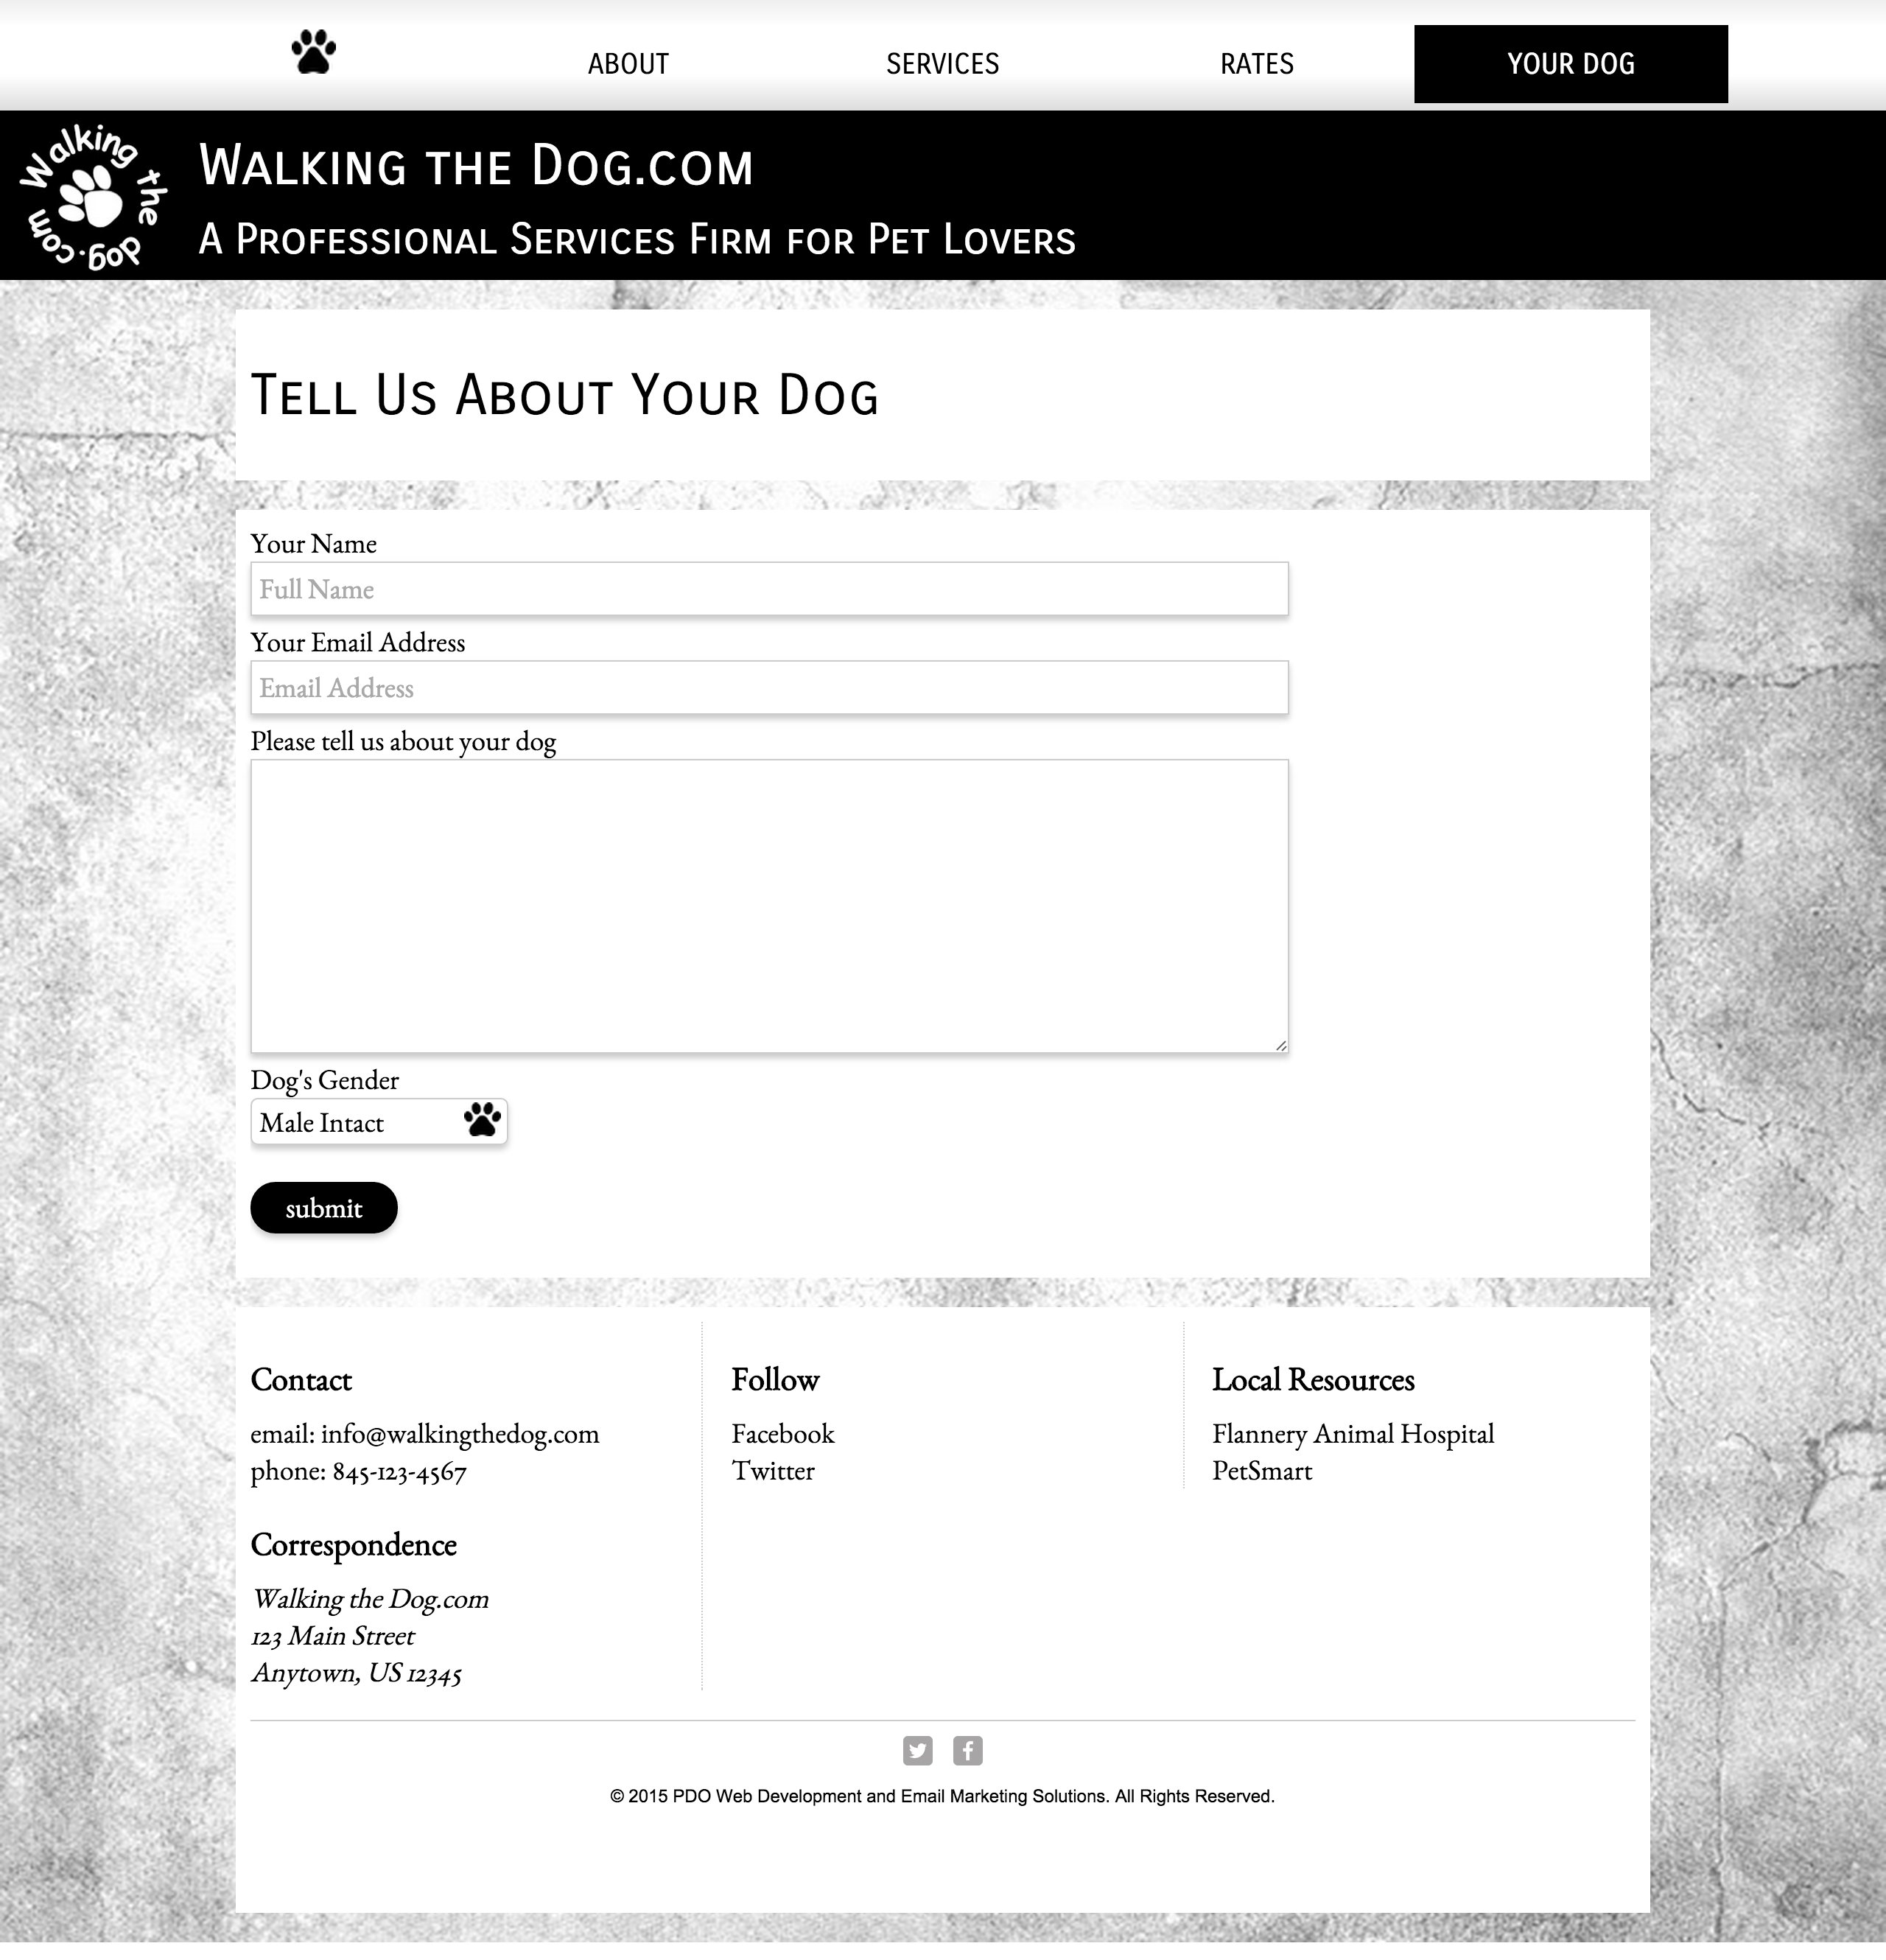 ABOUT
SERVICES
RATES
YOUR DOG
Walking the dog.com
Walking the Dog.com
A Professional Services Firm for Pet Lovers
Tell Us About Your Dog
Your Name
Full Name
Your Email Address
Email Address
Please tell us about your dog
Dog's Gender
Male Intact
submit
Contact
email: info@walkingthedog.com
phone: 845-123-4567
Correspondence
Walking the Dog.com
123 Main Street
Anytown, US 12345
Follow
Facebook
Twitter
Local Resources
Flannery Animal Hospital
PetSmart
© 2015 PDO Web Development and Email Marketing Solutions. All Rights Reserved.